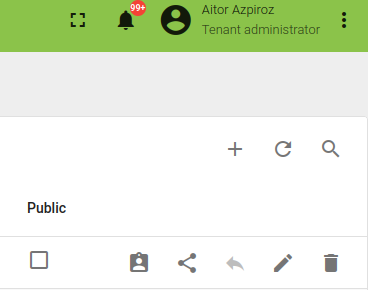 99+
Aitor Azpiroz
Tenant administrator
Public